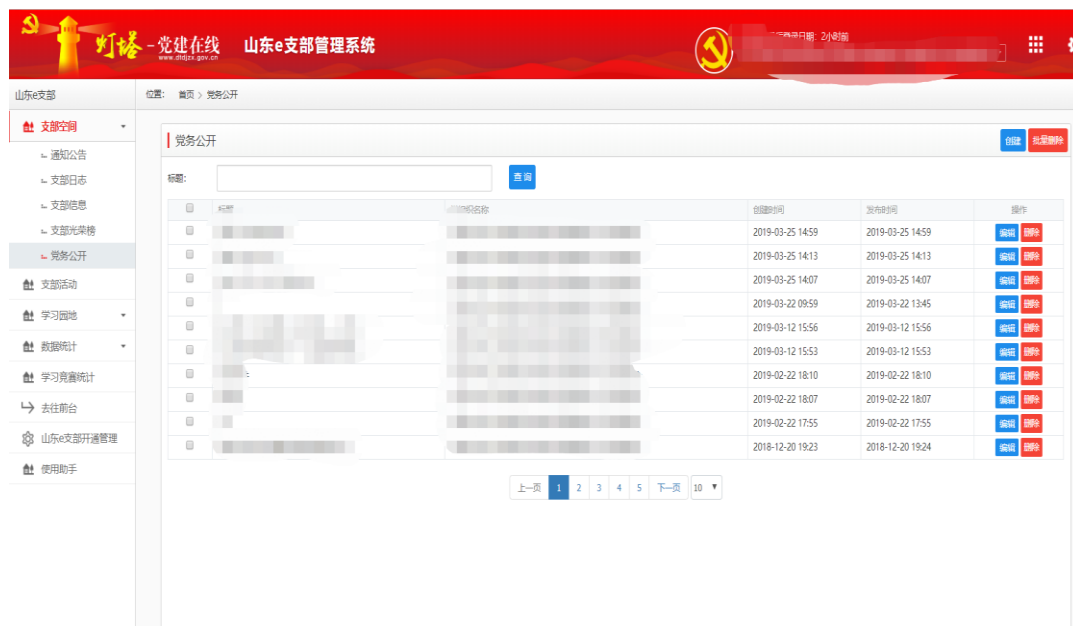 灯塔-党建在线 山东e支部管理系统
www.dtdjzx.gov.cn
登录日期: 2小时前
山东e支部
位置: 首页 > 党务公开
支部空间
通知公告
支部日志
支部信息
支部光荣榜
党务公开
支部活动
学习园地
数据统计
学习竞赛统计
去往前台
山东e支部开通管理
使用助手
党务公开 创建 批量删除
标题: 查询
标题 组织名称 创建时间 发布时间 操作
2019-03-25 14:59 2019-03-25 14:59 编辑 删除
2019-03-25 14:13 2019-03-25 14:13 编辑 删除
2019-03-25 14:07 2019-03-25 14:07 编辑 删除
2019-03-22 09:59 2019-03-22 13:45 编辑 删除
2019-03-12 15:56 2019-03-12 15:56 编辑 删除
2019-03-12 15:53 2019-03-12 15:53 编辑 删除
2019-02-22 18:10 2019-02-22 18:10 编辑 删除
2019-02-22 18:07 2019-02-22 18:07 编辑 删除
2019-02-22 17:55 2019-02-22 17:55 编辑 删除
2018-12-20 19:23 2018-12-20 19:24 编辑 删除
上一页 1 2 3 4 5 下一页 10